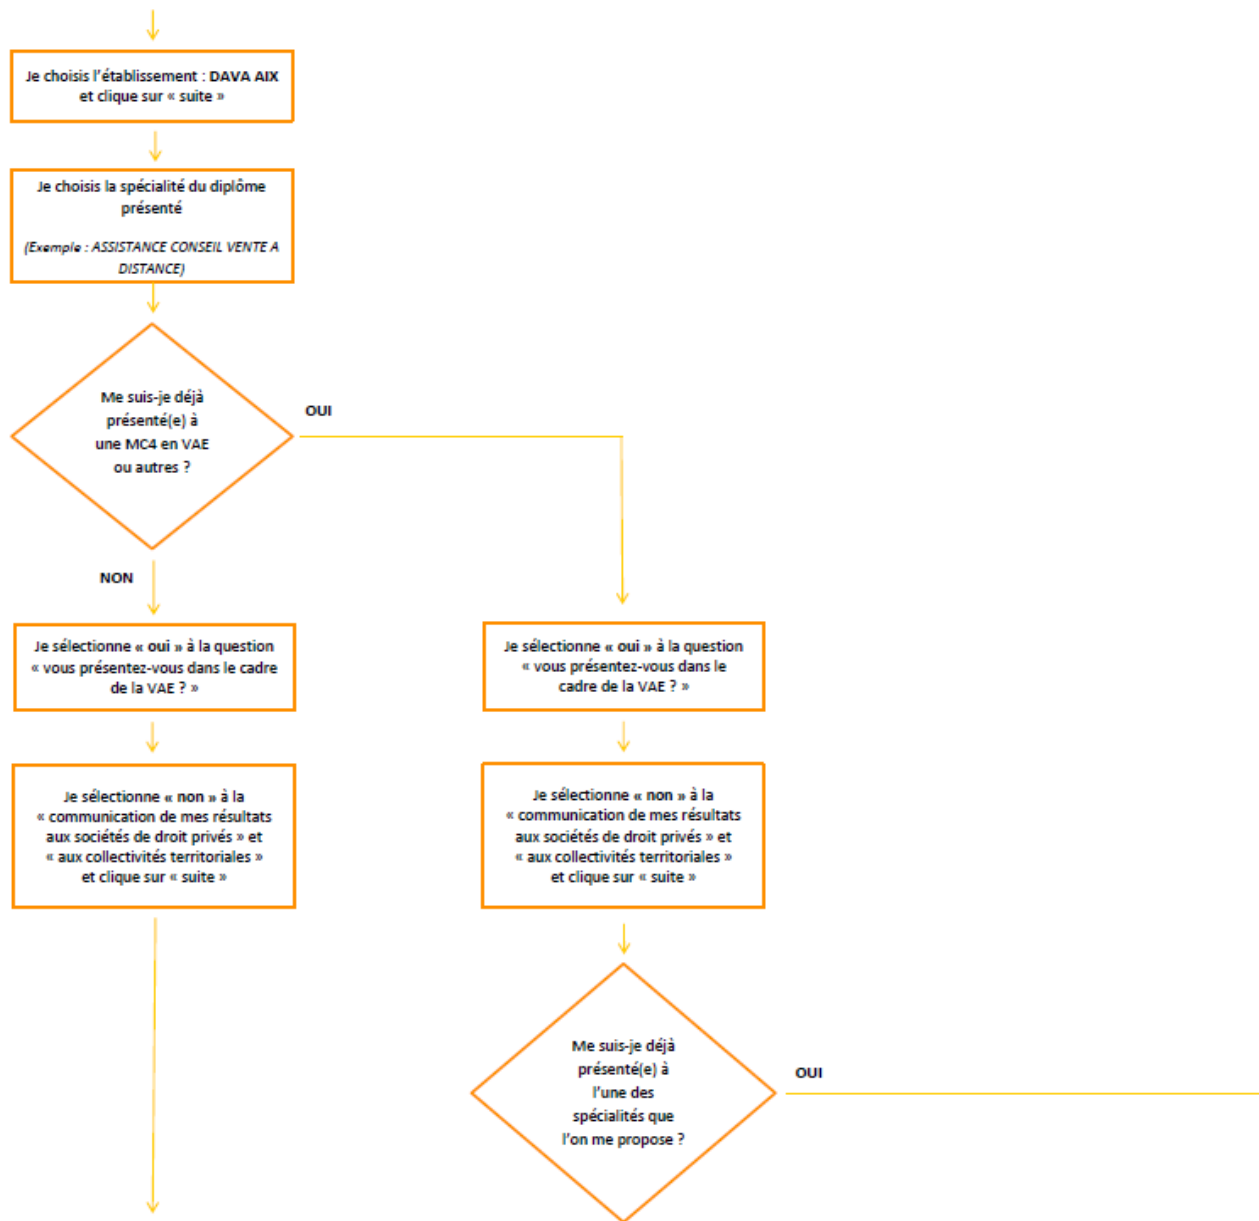 Je choisis l'établissement : DAVA AIX
et clique sur « suite »
Je choisis la spécialité du diplôme
présenté
(Exemple : ASSISTANCE CONSEIL VENTE A
DISTANCE)
Me suis-je déjà
présenté(e) à
une MC4 en VAE
ou autres ?
OUI
NON
Je sélectionne « oui » à la question
« vous présentez-vous dans le cadre
de la VAE ? »
Je sélectionne « non » à la
« communication de mes résultats
aux sociétés de droit privés » et
« aux collectivités territoriales »
et clique sur « suite »
Je sélectionne « oui » à la question
« vous présentez-vous dans le
cadre de la VAE ? »
Je sélectionne « non » à la
« communication de mes résultats
aux sociétés de droit privés » et
« aux collectivités territoriales »
et clique sur « suite »
Me suis-je déjà
présenté(e) à
l'une des
spécialités que
l'on me propose ?
OUI